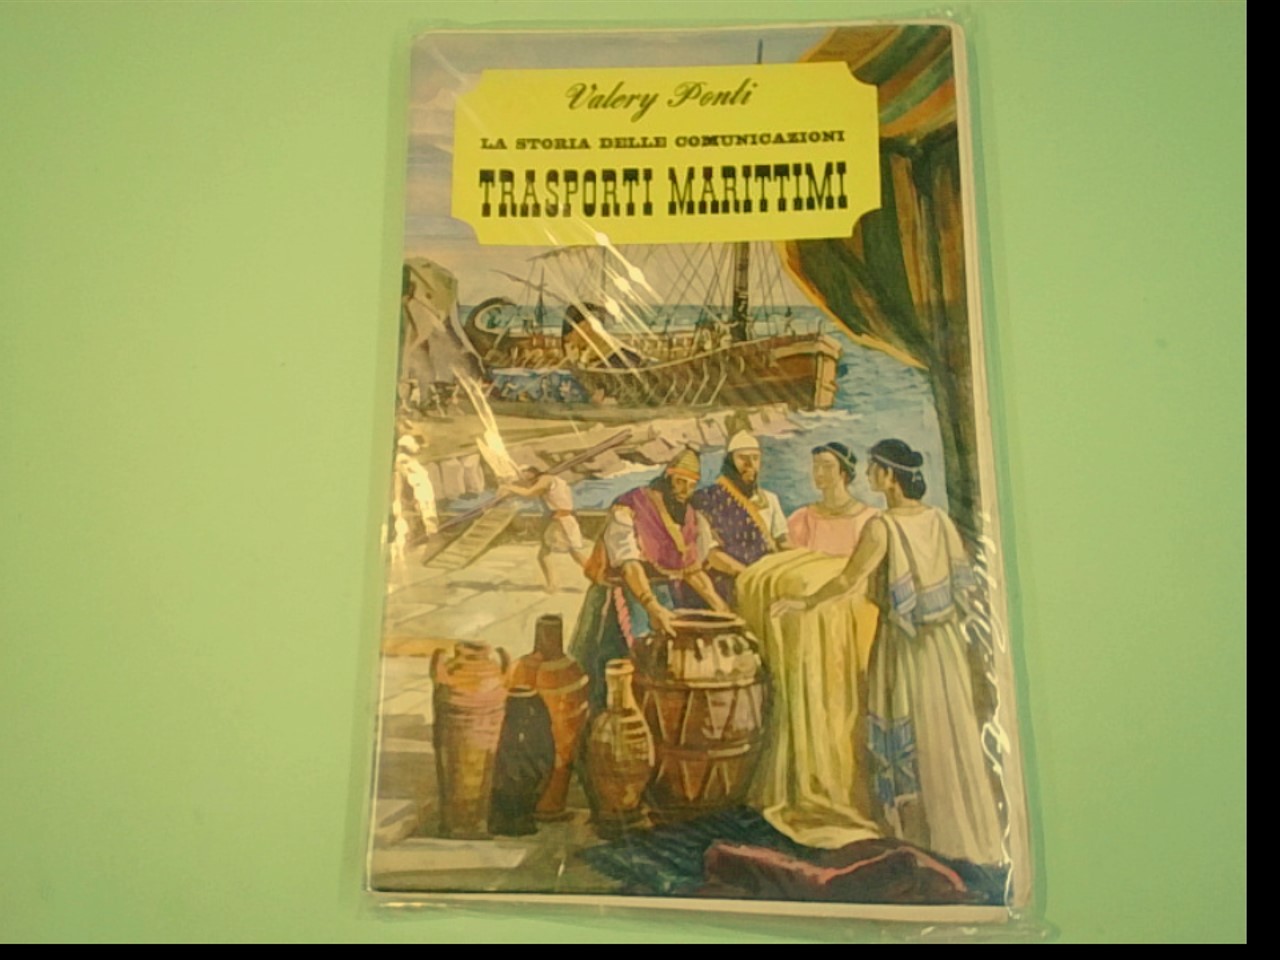 Valery Ponti
LA STORIA DELLE COMUNICAZIONI
TRASPORTI MARITTIMI